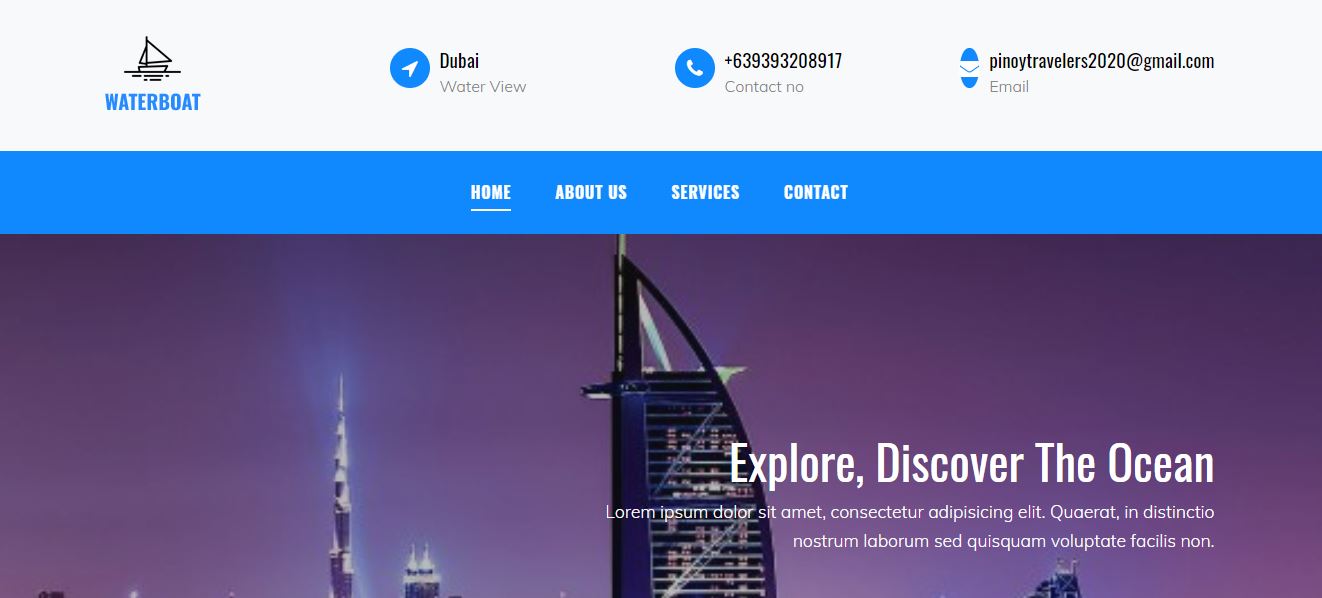 WATERBOAT
Dubai
Water View
+639393208917
Contact no
pinoytravelers2020@gmail.com
Email
HOME ABOUT US SERVICES CONTACT
Explore, Discover The Ocean
Lorem ipsum dolor sit amet, consectetur adipisicing elit. Quaerat, in distinctio
nostrum laborum sed quisquam voluptate facilis non.